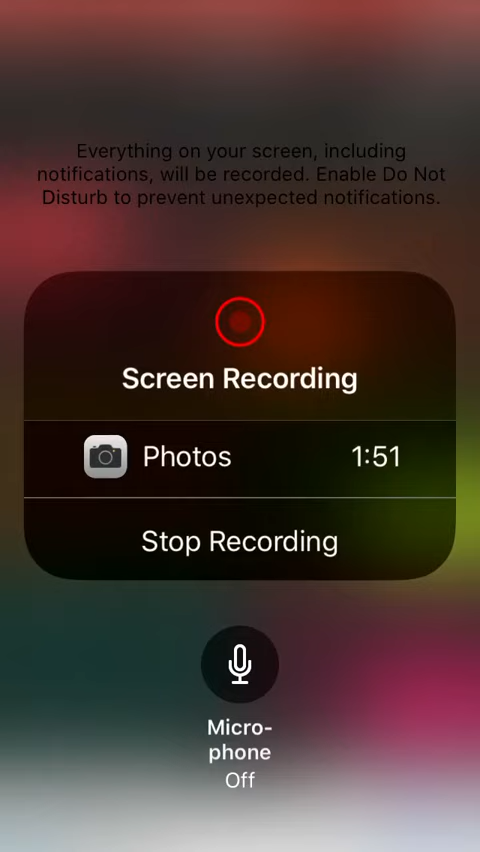 Everything on your screen, including
notifications, will be recorded. Enable Do Not
Disturb to prevent unexpected notifications.
Screen Recording
Photos 1:51
Stop Recording
Micro-
phone
Off